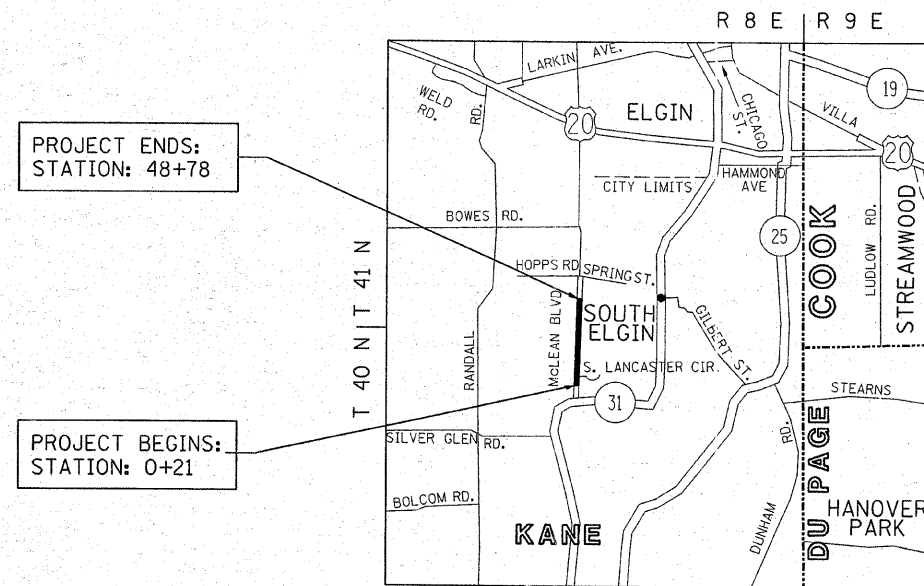 R 8 E R 9 E
LARKIN AVE.
WELD
RD.
RD.
20
ELGIN
CHICAGO
ST.
VILLA
19
20
PROJECT ENDS:
STATION: 48+78
CITY LIMITS
HAMMOND
AVE
BOWES RD.
25
COOK
LUDLOW RD.
STREAMWOOD
T 41 N
T 40 N
HOPPS RD
SPRING ST.
McLEAN BLVD
SOUTH
ELGIN
GILBERT ST.
RANDALL
S. LANCASTER CIR.
31
STEARNS
RD.
PROJECT BEGINS:
STATION: 0+21
SILVER GLEN RD.
BOLCOM RD.
KANE
DUNHAM
DU PAGE
HANOVER
PARK